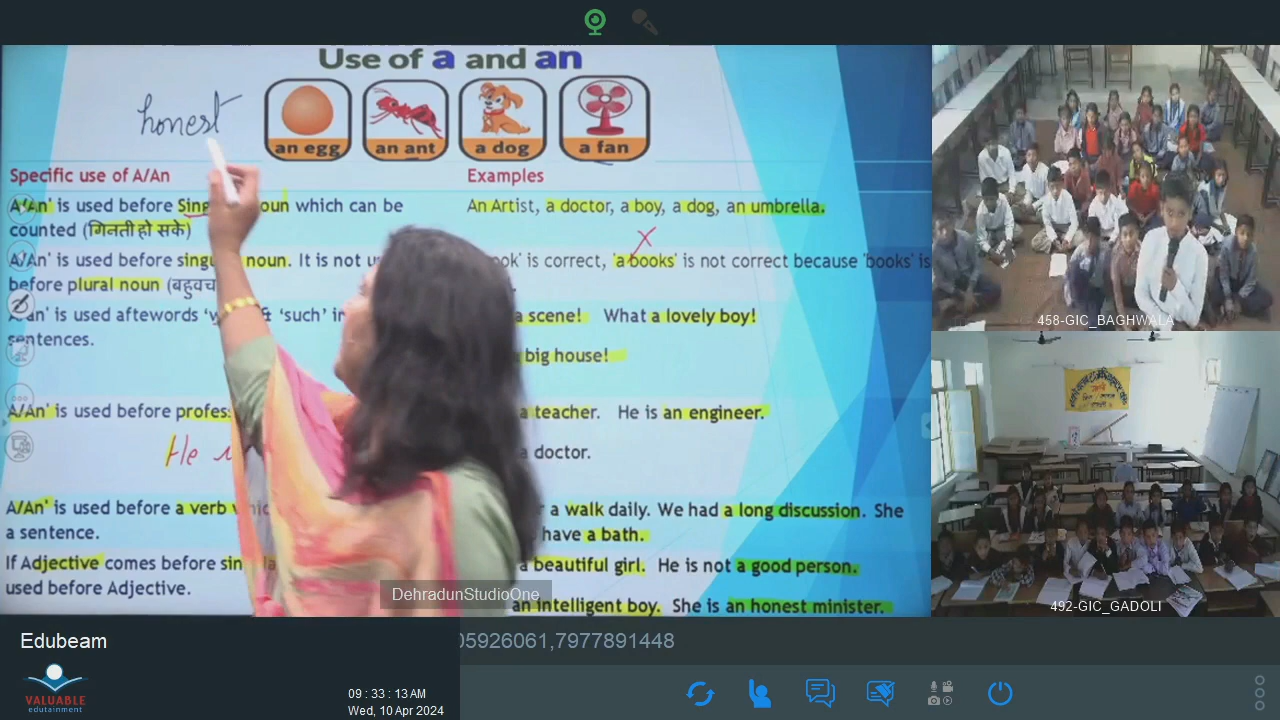 Use of a and an
honest
an egg
an ant
a dog
a fan
Specific use of A/An
Examples
A/An' is used before Sing noun which can be
An Artist, a doctor, a boy, a dog, an umbrella.
counted (गिनती हो सके)
A/An' is used before singu noun. It is not u
ok' is correct, 'a books' is not correct because 'books' is
before plural noun (बहुवच
is used aftewords & 'such' in
a scene! What a lovely boy!
sentences.
big house!
A/An' is used before profes
a teacher. He is an engineer.
He
a doctor.
A/An' is used before a verb
a walk daily. We had a long discussion. She
a sentence.
have a bath.
If Adjective comes before sin
a beautiful girl. He is not a good person.
used before Adjective.
an intelligent boy. She is an honest minister.
DehradunStudioOne
458-GIC_BAGHWALA
492-GIC_GADOLI
Edubeam
05926061,7977891448
VALUABLE
edutainment
09 : 33 : 13 AM
Wed, 10 Apr 2024